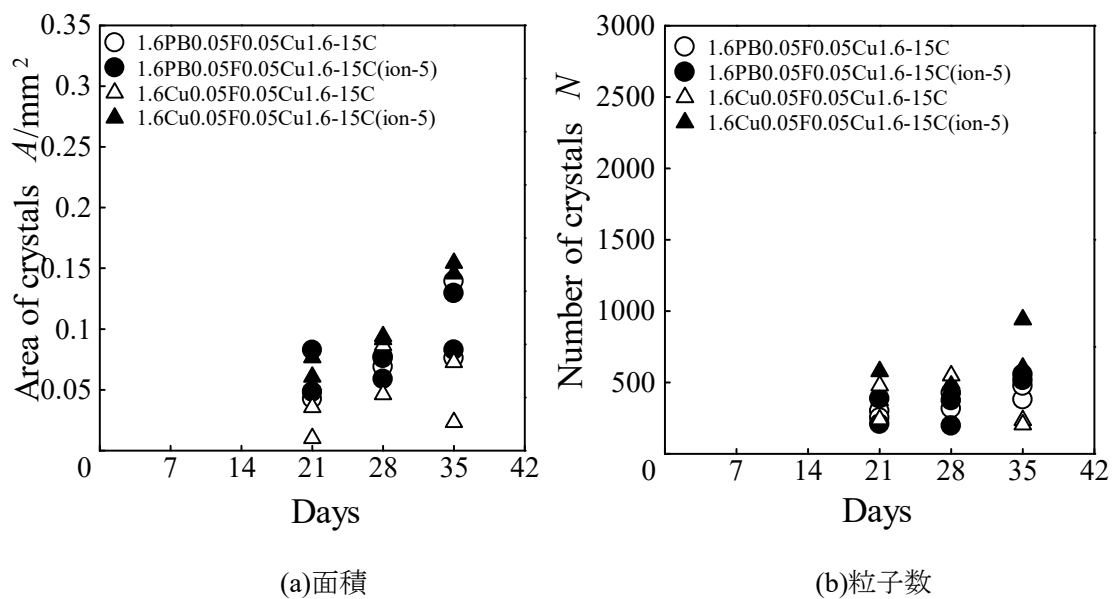 0.35
0.3
0.25
0.2
0.15
0.1
0.05
0
Area of crystals A/mm²
1.6PB0.05F0.05Cu1.6-15C
1.6PB0.05F0.05Cu1.6-15C(ion-5)
1.6Cu0.05F0.05Cu1.6-15C
1.6Cu0.05F0.05Cu1.6-15C(ion-5)
7 14 21 28 35 42
Days
(a)面積
3000
2500
2000
1500
1000
500
0
Number of crystals N
1.6PB0.05F0.05Cu1.6-15C
1.6PB0.05F0.05Cu1.6-15C(ion-5)
1.6Cu0.05F0.05Cu1.6-15C
1.6Cu0.05F0.05Cu1.6-15C(ion-5)
7 14 21 28 35 42
Days
(b)粒子数